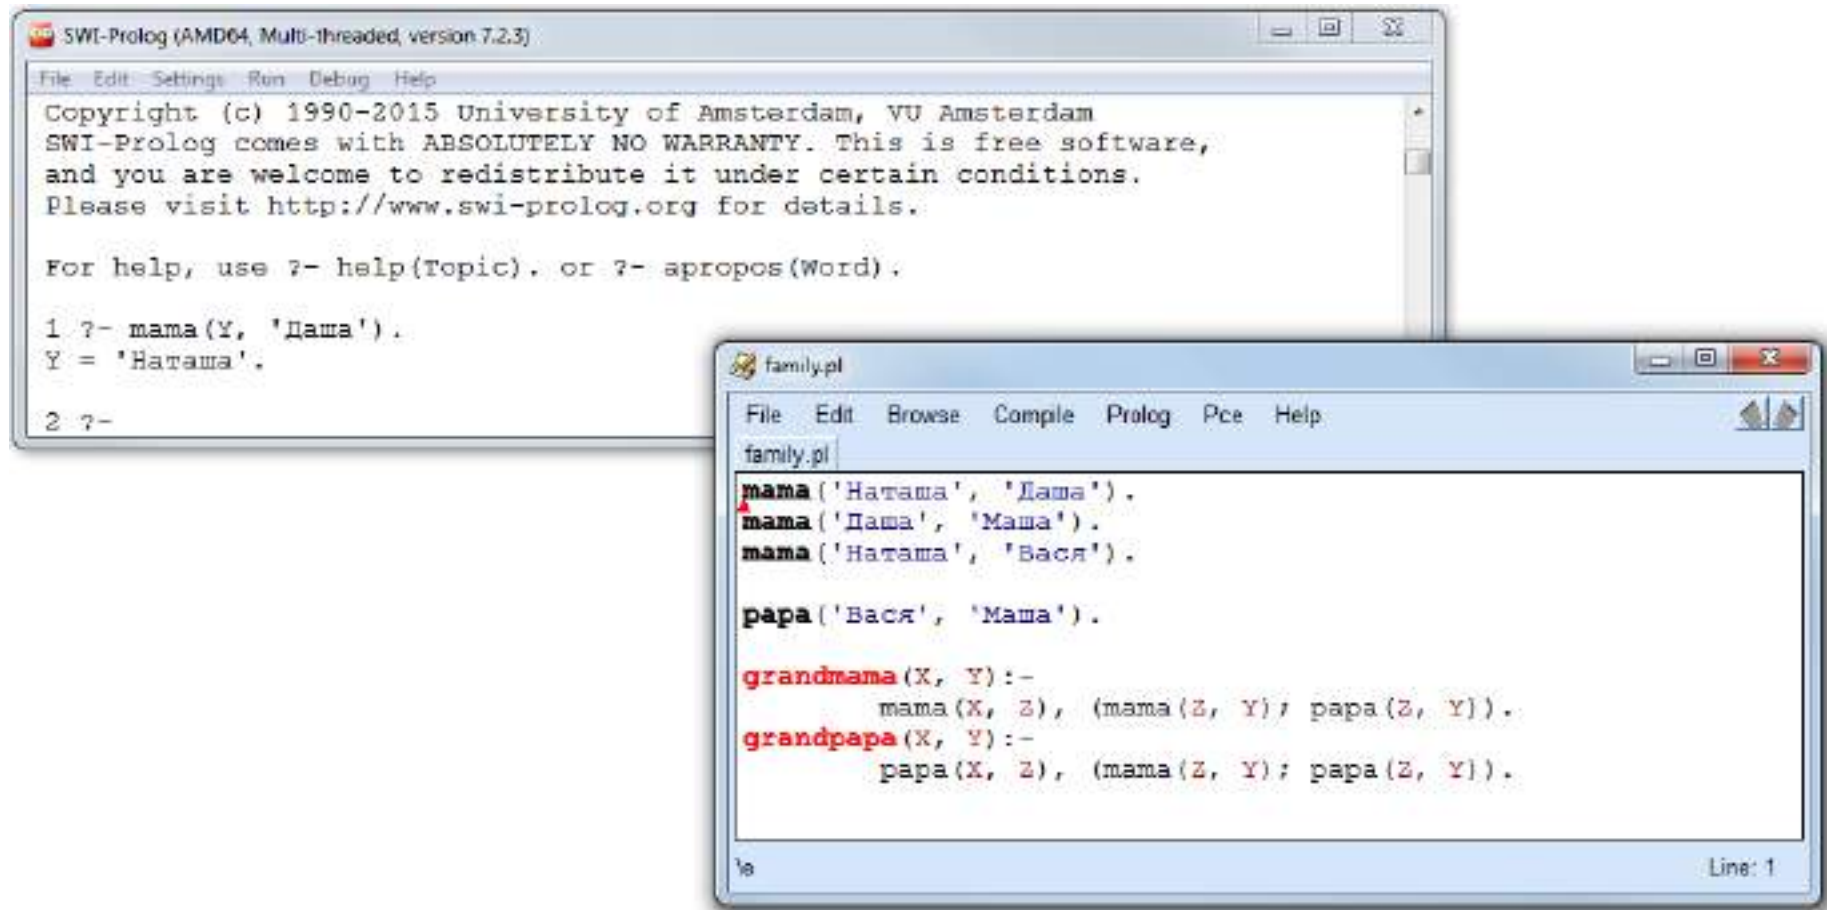 SWI-Prolog (AMD64, Multi-threaded, version 7.2.3)
File Edit Settings Run Debug Help
Copyright (c) 1990-2015 University of Amsterdam, VU Amsterdam
SWI-Prolog comes with ABSOLUTELY NO WARRANTY. This is free software,
and you are welcome to redistribute it under certain conditions.
Please visit http://www.swi-prolog.org for details.
For help, use ?- help(Topic). or ?- apropos(Word).
1 ?- mama(Y, 'Даша').
Y = 'Наташа'.
2 ?-
family.pl
File Edit Browse Compile Prolog Pce Help
family.pl
mama('Наташа', 'Даша').
mama('Даша', 'Маша').
mama('Наташа', 'Вася').
papa('Вася', 'Маша').
grandmama(X, Y):-
mama(X, Z), (mama(Z, Y); papa(Z, Y)).
grandpapa(X, Y):-
papa(X, Z), (mama(Z, Y); papa(Z, Y)).
\e
Line: 1